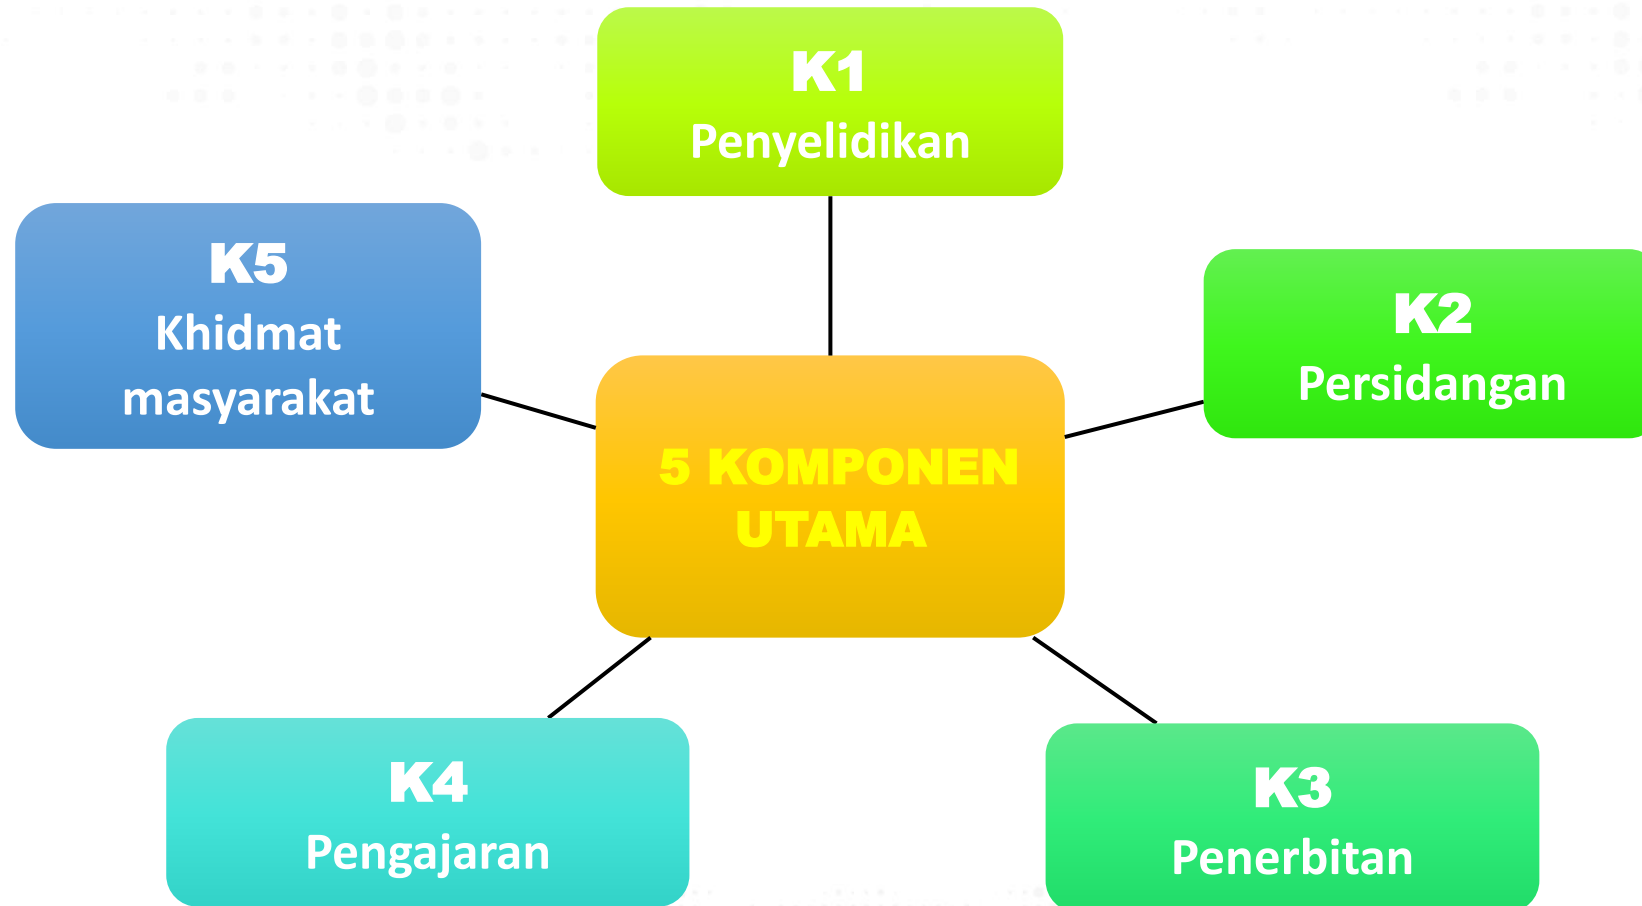 K1
Penyelidikan
K5
Khidmat
masyarakat
K2
Persidangan
5 KOMPONEN
UTAMA
K4
Pengajaran
K3
Penerbitan